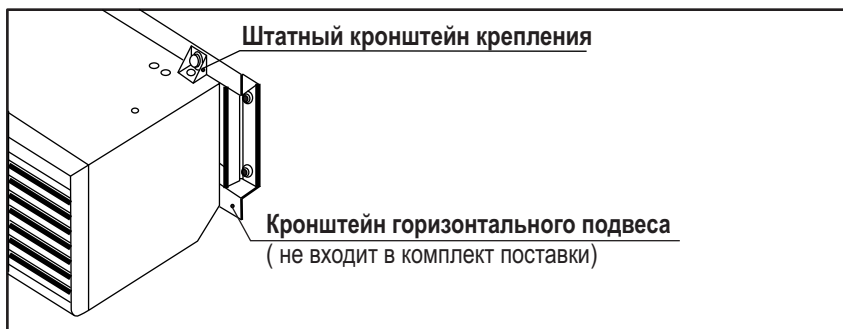 Штатный кронштейн крепления
Кронштейн горизонтального подвеса
( не входит в комплект поставки)